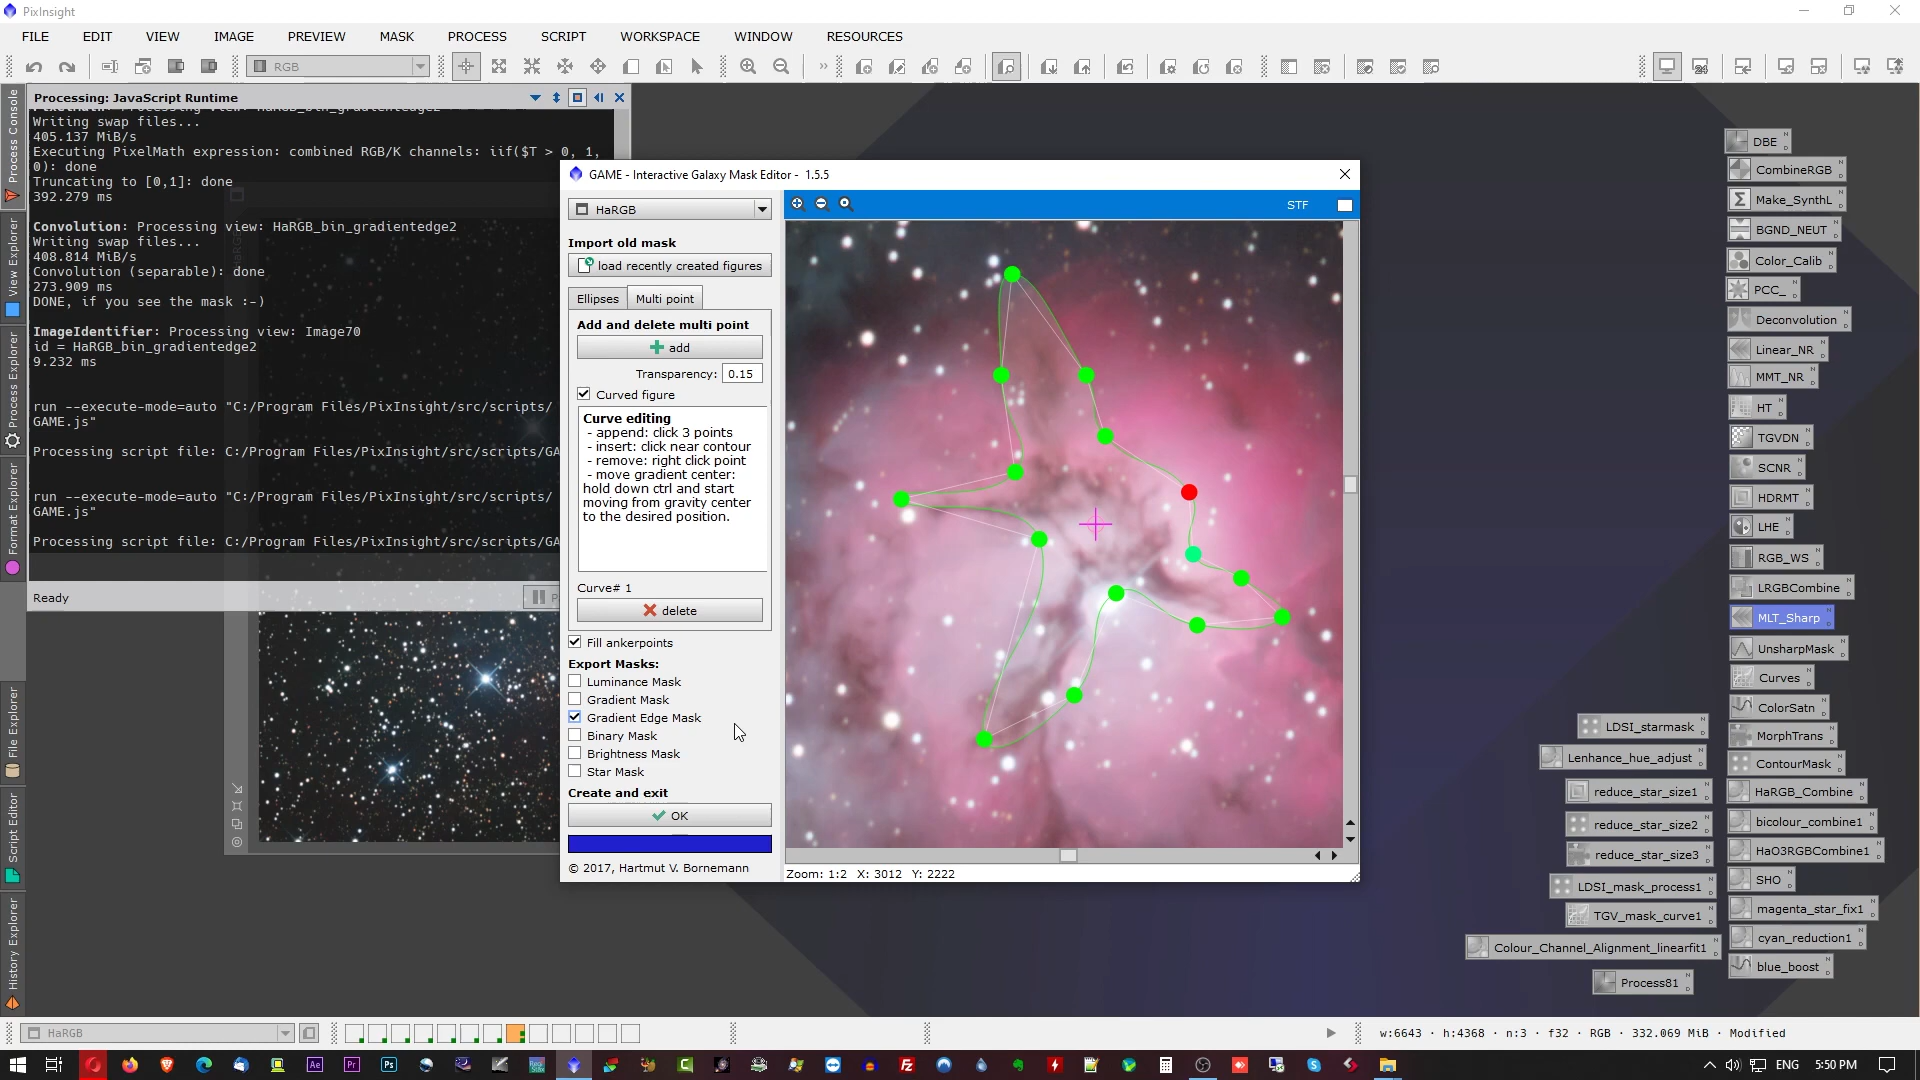 PixInsight
FILE EDIT VIEW IMAGE PREVIEW MASK PROCESS SCRIPT WORKSPACE WINDOW RESOURCES
RGB
Processing: JavaScript Runtime
Writing swap files...
405.137 MiB/s
Executing PixelMath expression: combined RGB/K channels: iif($T > 0, 1,
0): done
Truncating to [0,1]: done
392.279 ms
Convolution: Processing view: HaRGB_bin_gradientedge2
Writing swap files...
408.814 MiB/s
Convolution (separable): done
273.909 ms
DONE, if you see the mask :-)
ImageIdentifier: Processing view: Image70
id = HaRGB_bin_gradientedge2
9.232 ms
run --execute-mode=auto "C:/Program Files/PixInsight/src/scripts/
GAME.js"
Processing script file: C:/Program Files/PixInsight/src/scripts/GA
run --execute-mode=auto "C:/Program Files/PixInsight/src/scripts/
GAME.js"
Processing script file: C:/Program Files/PixInsight/src/scripts/GA
Ready
Process Console
View Explorer
Process Explorer
Format Explorer
File Explorer
Script Editor
History Explorer
GAME - Interactive Galaxy Mask Editor - 1.5.5
HaRGB
Import old mask
load recently created figures
Ellipses
Multi point
Add and delete multi point
add
Transparency: 0.15
Curved figure
Curve editing
- append: click 3 points
- insert: click near contour
- remove: right click point
- move gradient center:
hold down ctrl and start
moving from gravity center
to the desired position.
Curve# 1
delete
Fill ankerpoints
Export Masks:
Luminance Mask
Gradient Mask
Gradient Edge Mask
Binary Mask
Brightness Mask
Star Mask
Create and exit
OK
© 2017, Hartmut V. Bornemann
STF
Zoom: 1:2 X: 3012 Y: 2222
DBE
CombineRGB
Make_SynthL
BGND_NEUT
Color_Calib
PCC_
Deconvolution
Linear_NR
MMT_NR
HT
TGVDN
SCNR
HDRMT
LHE
RGB_WS
LRGBCombine
MLT_Sharp
UnsharpMask
Curves
ColorSatn
MorphTrans
ContourMask
HaRGB_Combine
bicolour_combine1
HaO3RGBCombine1
SHO
magenta_star_fix1
cyan_reduction1
blue_boost
LDSI_starmask
Lenhance_hue_adjust
reduce_star_size1
reduce_star_size2
reduce_star_size3
LDSI_mask_process1
TGV_mask_curve1
Colour_Channel_Alignment_linearfit1
Process81
HaRGB
w:6643 · h:4368 · n:3 · f32 · RGB · 332.069 MiB · Modified
ENG 5:50 PM